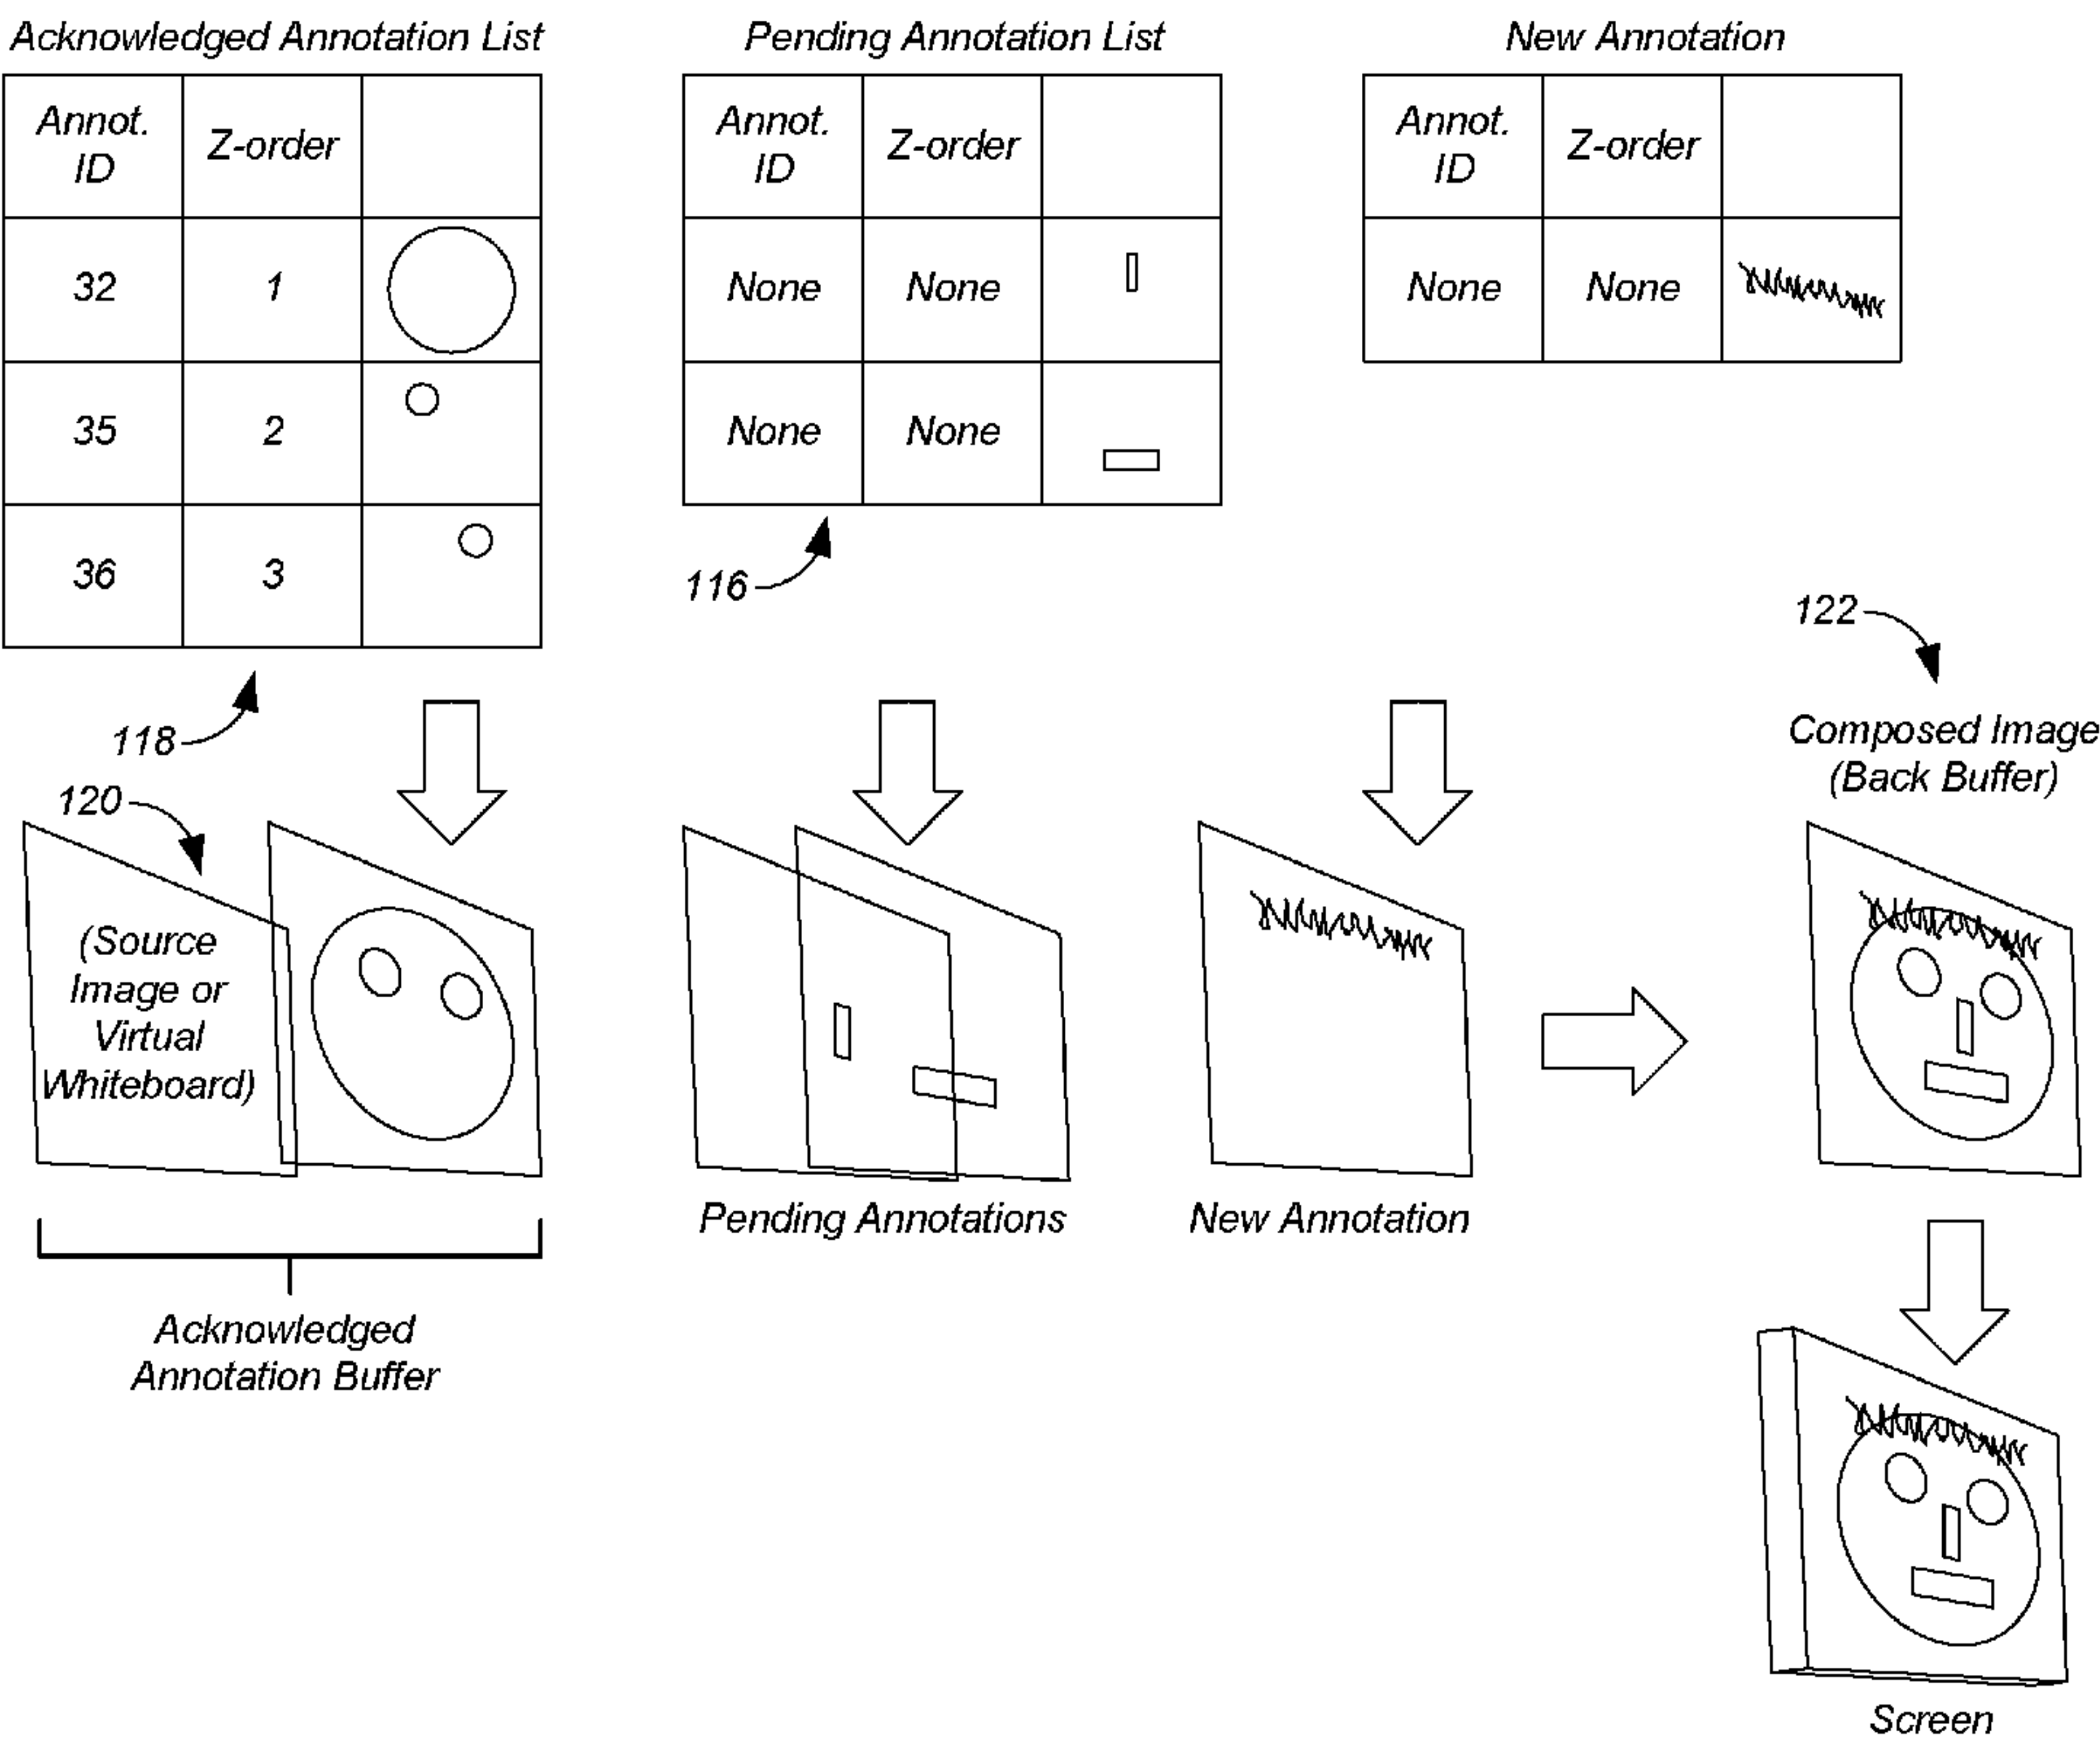 Acknowledged Annotation List
Annot.
ID
Z-order
32
1
35
2
36
3
118
Pending Annotation List
Annot.
ID
Z-order
None
None
None
None
116
New Annotation
Annot.
ID
Z-order
None
None
122
Composed Image
(Back Buffer)
120
(Source
Image or
Virtual
Whiteboard)
Pending Annotations
New Annotation
Acknowledged
Annotation Buffer
Screen